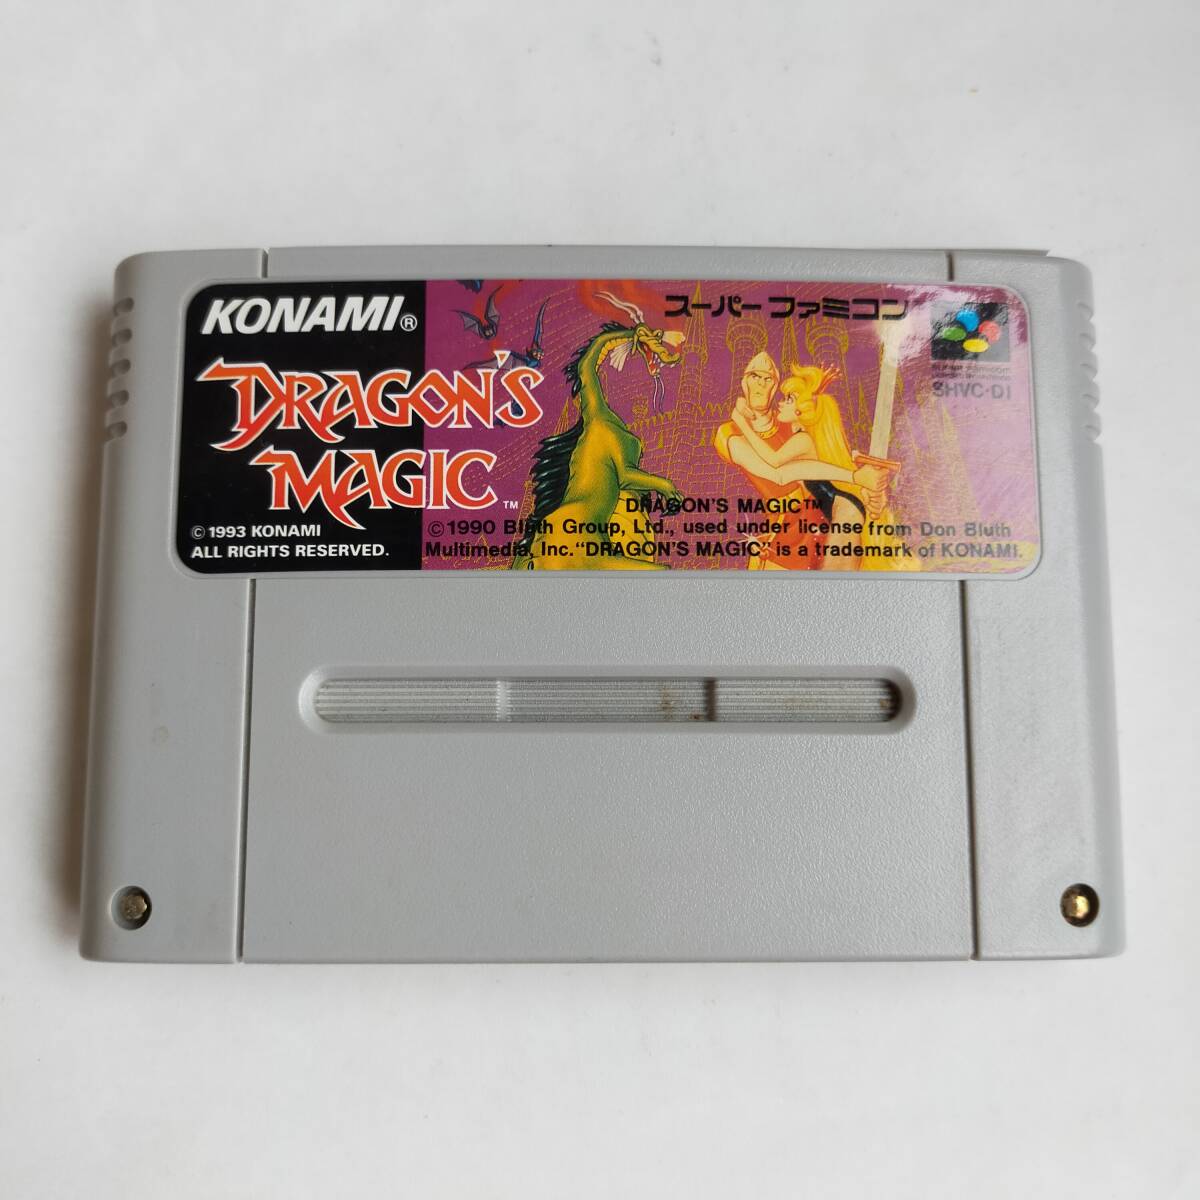 KONAMI®
DRAGON'S
MAGIC™
© 1993 KONAMI
ALL RIGHTS RESERVED.
スーパーファミコン
SHVC-DI
DRAGON'S MAGIC™
©1990 Bluth Group, Ltd., used under license from Don Bluth
Multimedia, Inc. "DRAGON'S MAGIC" is a trademark of KONAMI.